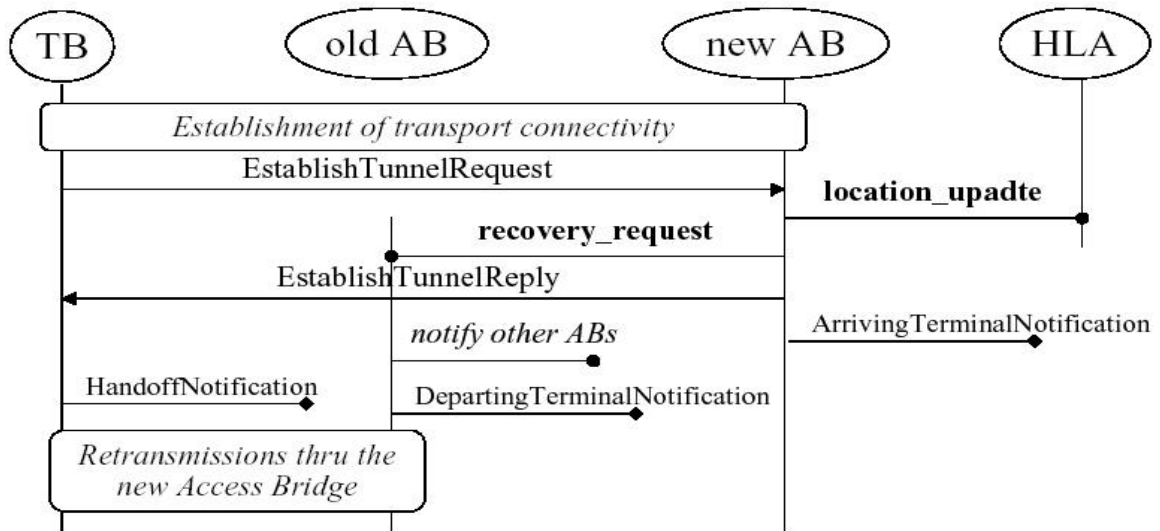 TB
old AB
new AB
HLA
Establishment of transport connectivity
EstablishTunnelRequest
location_upadte
recovery_request
EstablishTunnelReply
ArrivingTerminalNotification
notify other ABs
HandoffNotification
DepartingTerminalNotification
Retransmissions thru the
new Access Bridge